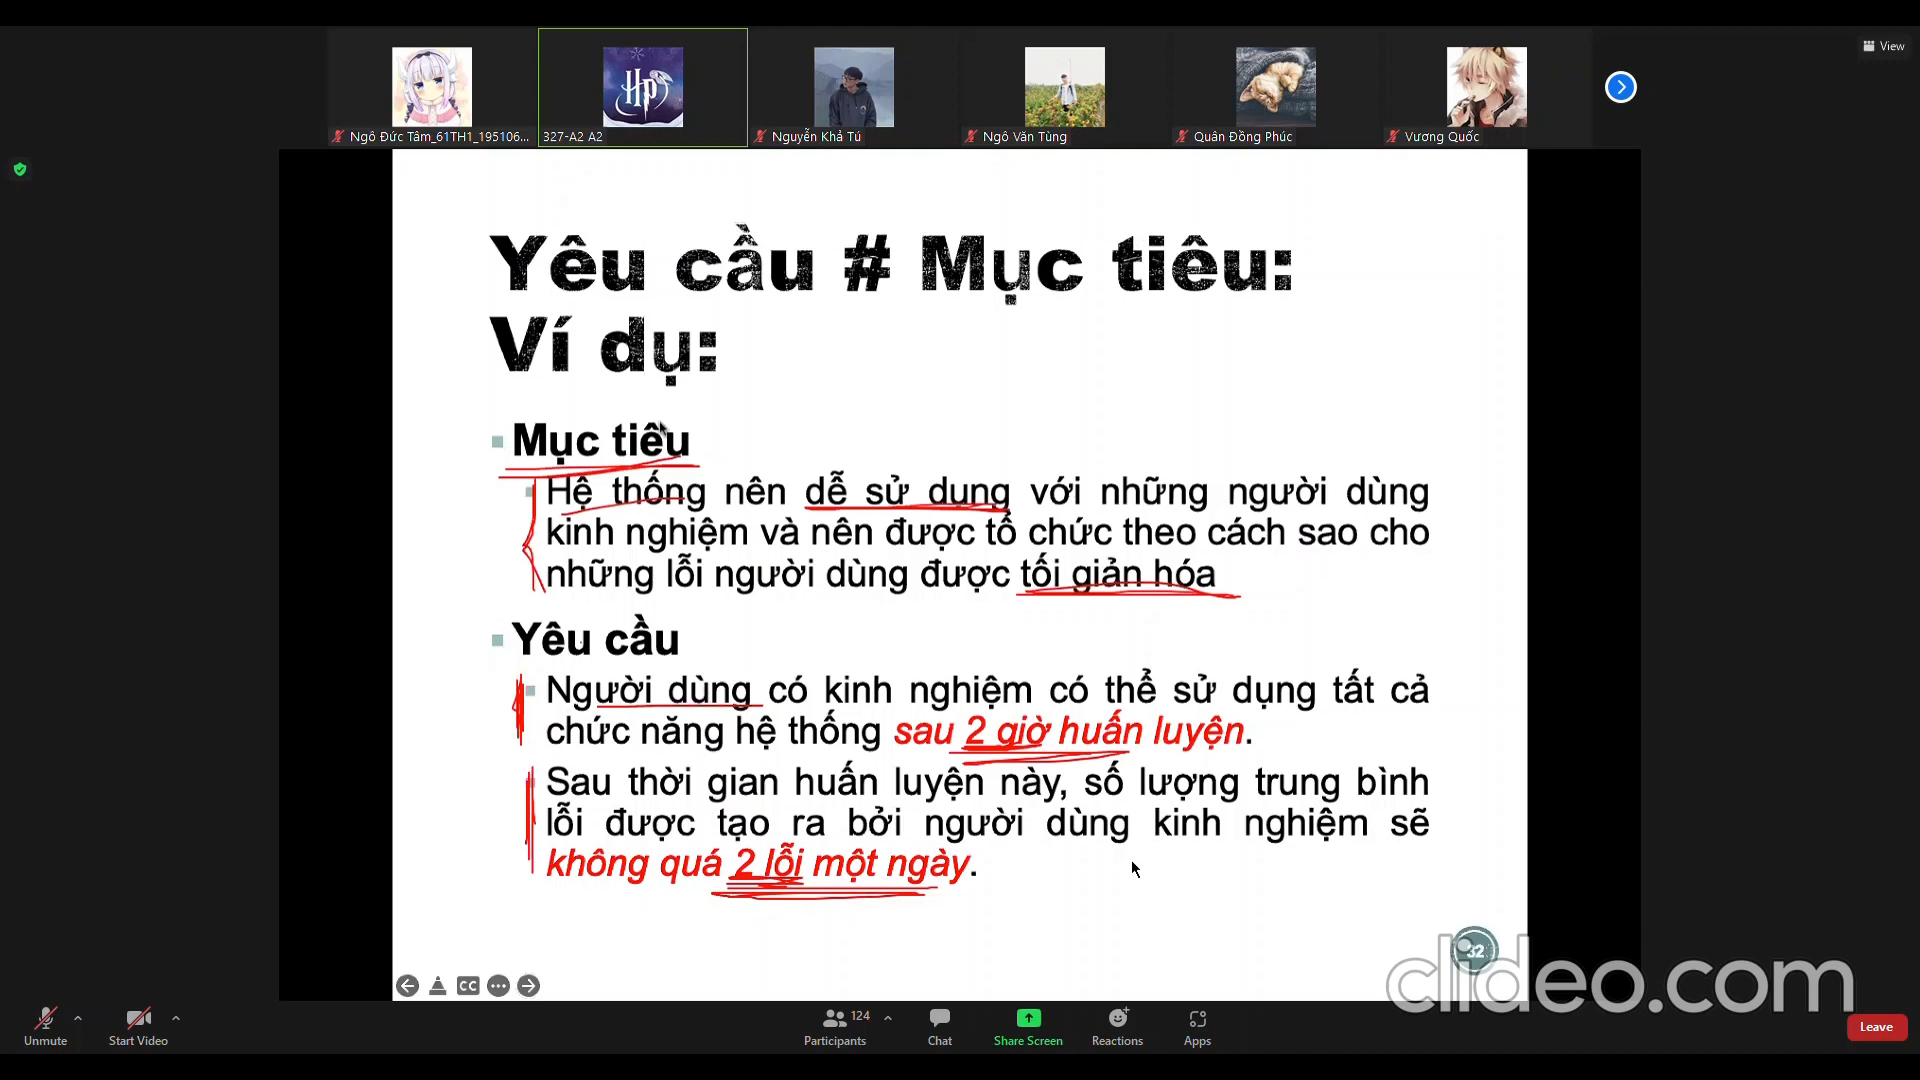 View
Ngô Đức Tâm_61TH1_195106...
327-A2 A2
Nguyễn Khả Tú
Ngô Văn Tùng
Quân Đồng Phúc
Vương Quốc
HP
Yêu cầu # Mục tiêu:
Ví dụ:
Mục tiêu
Hệ thống nên dễ sử dụng với những người dùng
kinh nghiệm và nên được tổ chức theo cách sao cho
những lỗi người dùng được tối giản hóa
Yêu cầu
Người dùng có kinh nghiệm có thể sử dụng tất cả
chức năng hệ thống sau 2 giờ huấn luyện.
Sau thời gian huấn luyện này, số lượng trung bình
lỗi được tạo ra bởi người dùng kinh nghiệm sẽ
không quá 2 lỗi một ngày.
32
clideo.com
CC
Unmute
Start Video
124
Participants
Chat
Share Screen
Reactions
Apps
Leave